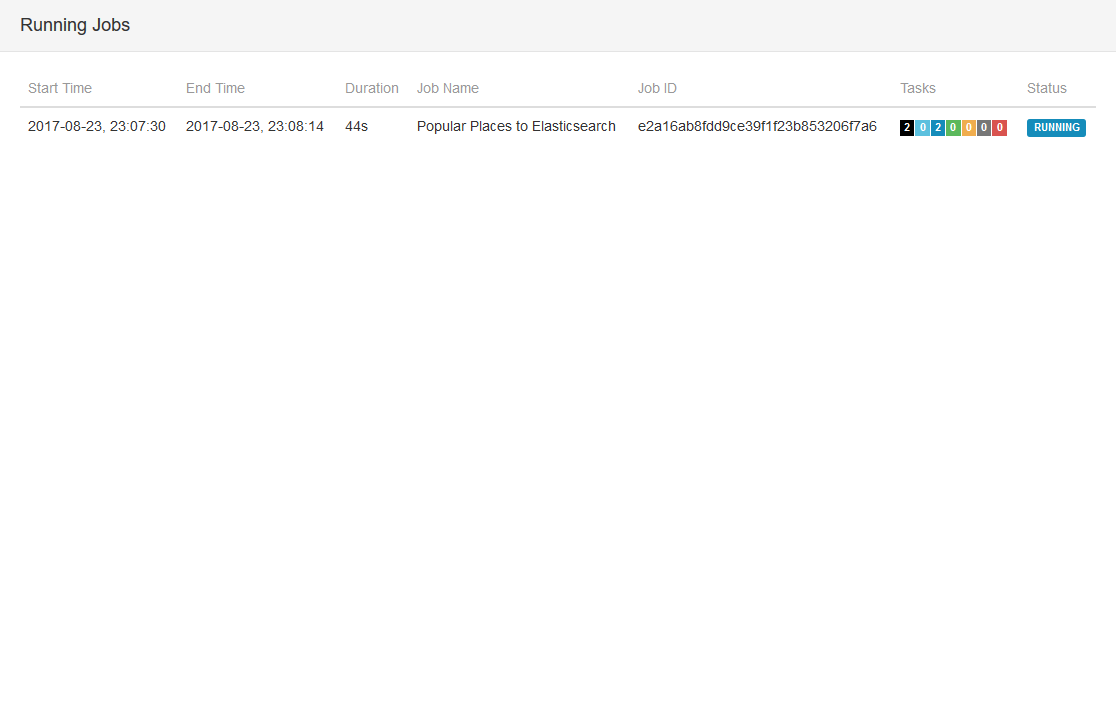 Running Jobs
Start Time End Time Duration Job Name Job ID Tasks Status
2017-08-23, 23:07:30 2017-08-23, 23:08:14 44s Popular Places to Elasticsearch e2a16ab8fdd9ce39f1f23b853206f7a6 2 0 2 0 0 0 0 RUNNING